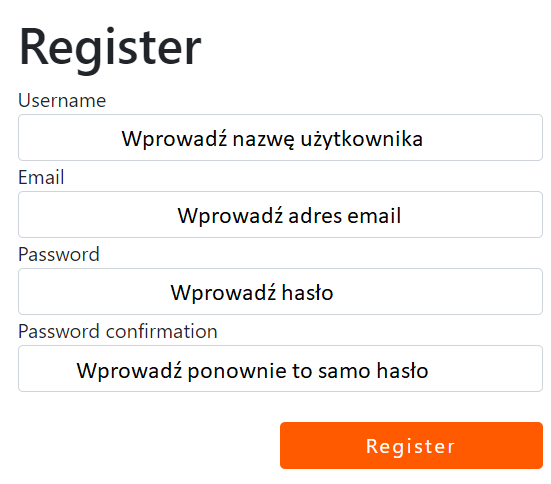 Register
Username
Wprowadź nazwę użytkownika
Email
Wprowadź adres email
Password
Wprowadź hasło
Password confirmation
Wprowadź ponownie to samo hasło
Register